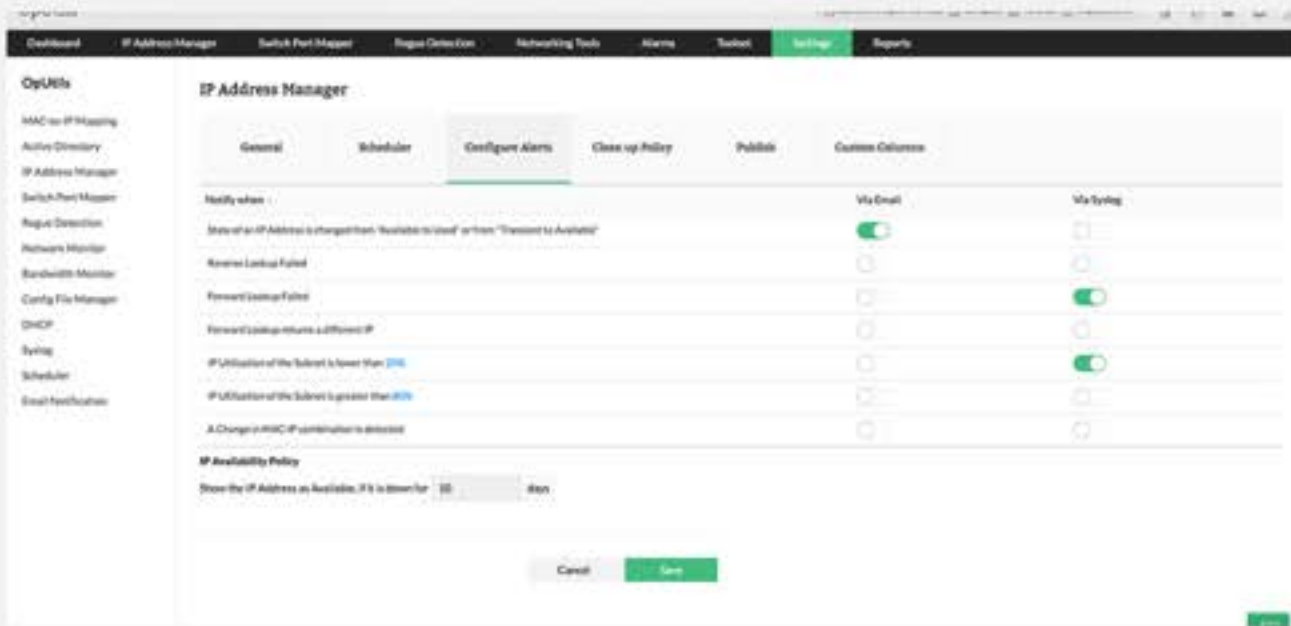 OpUtils
Dashboard IP Address Manager Switch Port Mapper Rogue Detection Networking Tools Alarms Toolset Settings Reports
OpUtils
IP Address Manager
MAC-to-IP Mapping
Active Directory
IP Address Manager
Switch Port Mapper
Rogue Detection
Network Monitor
Bandwidth Monitor
Config File Manager
DHCP
Syslog
Scheduler
Email Notification
General Scheduler Configure Alerts Clean up Policy Publish Custom Columns
Notify when : Via Email Via Syslog
State of an IP Address is changed from "Available to Used" or from "Transient to Available"
Reverse Lookup Failed
Forward Lookup Failed
Forward Lookup returns a different IP
IP Utilization of the Subnet is lower than
IP Utilization of the Subnet is greater than 80%
A Change in MAC-IP combination is detected
IP Availability Policy
Show the IP Address as Available, if it is down for 10 days
Cancel Save